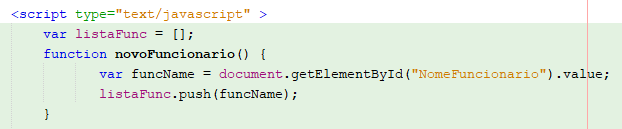 <script type="text/javascript" >
var listaFunc = [];
function novoFuncionario() {
var funcName = document.getElementById("NomeFuncionario").value;
listaFunc.push(funcName);
}